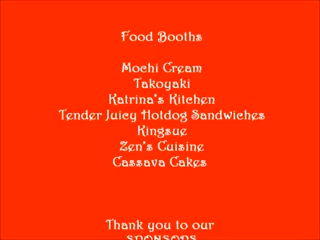 Food Booths
Mochi Cream
Takoyaki
Katrina's Kitchen
Tender Juicy Hotdog Sandwiches
Kingsue
Zen's Cuisine
Cassava Cakes
Thank you to our
sponsors